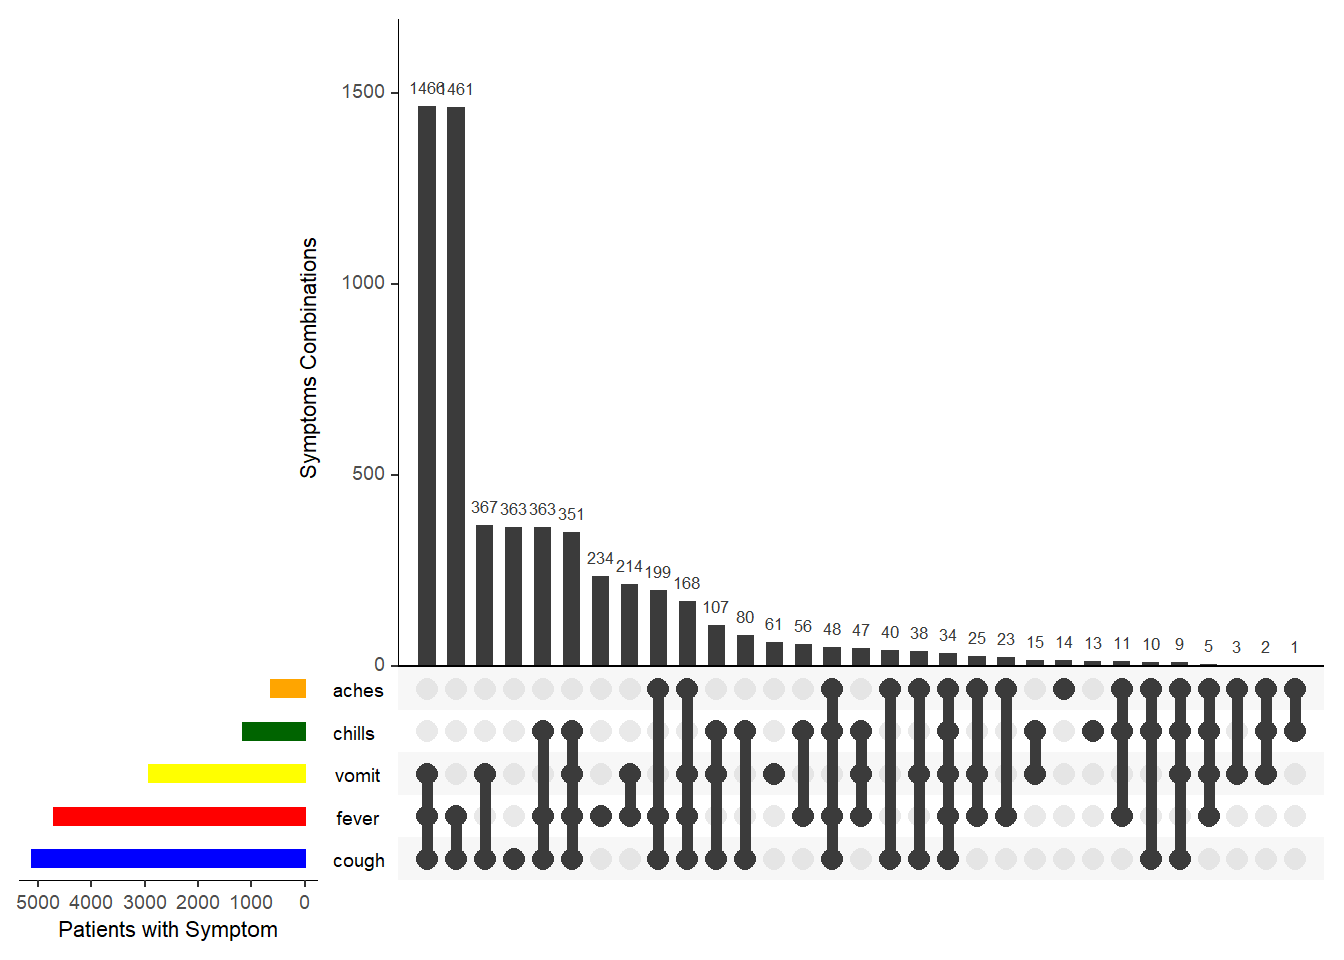 1500
1000
500
0
Symptoms Combinations
1466 1461 367 363 363 351 234 214 199 168 107 80 61 56 48 47 40 38 34 25 23 15 14 13 11 10 9 5 3 2 1
aches
chills
vomit
fever
cough
5000 4000 3000 2000 1000 0
Patients with Symptom